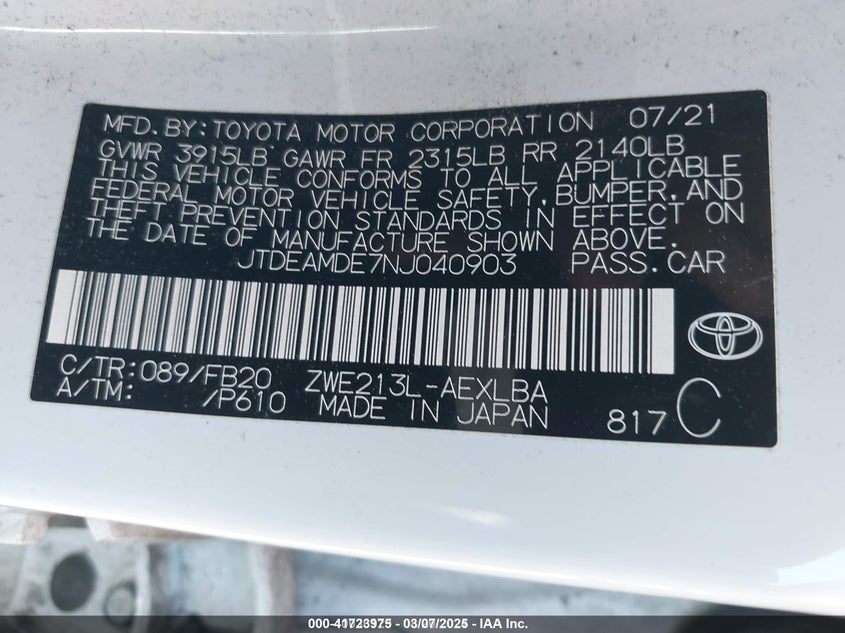 MFD.BY:TOYOTA MOTOR CORPORATION 07/21
GVWR 3915LB GAWR FR 2315LB RR 2140LB
THIS VEHICLE CONFORMS TO ALL APPLICABLE
FEDERAL MOTOR VEHICLE SAFETY,BUMPER,AND
THEFT PREVENTION STANDARDS IN EFFECT ON
THE DATE OF MANUFACTURE SHOWN ABOVE.
JTDEAMDE7NJ040903 PASS.CAR
C/TR:089/FB20 ZWE213L-AEXLBA
A/TM: /P610 MADE IN JAPAN 817 C
000-41723975 — 03/07/2025 — IAA Inc.